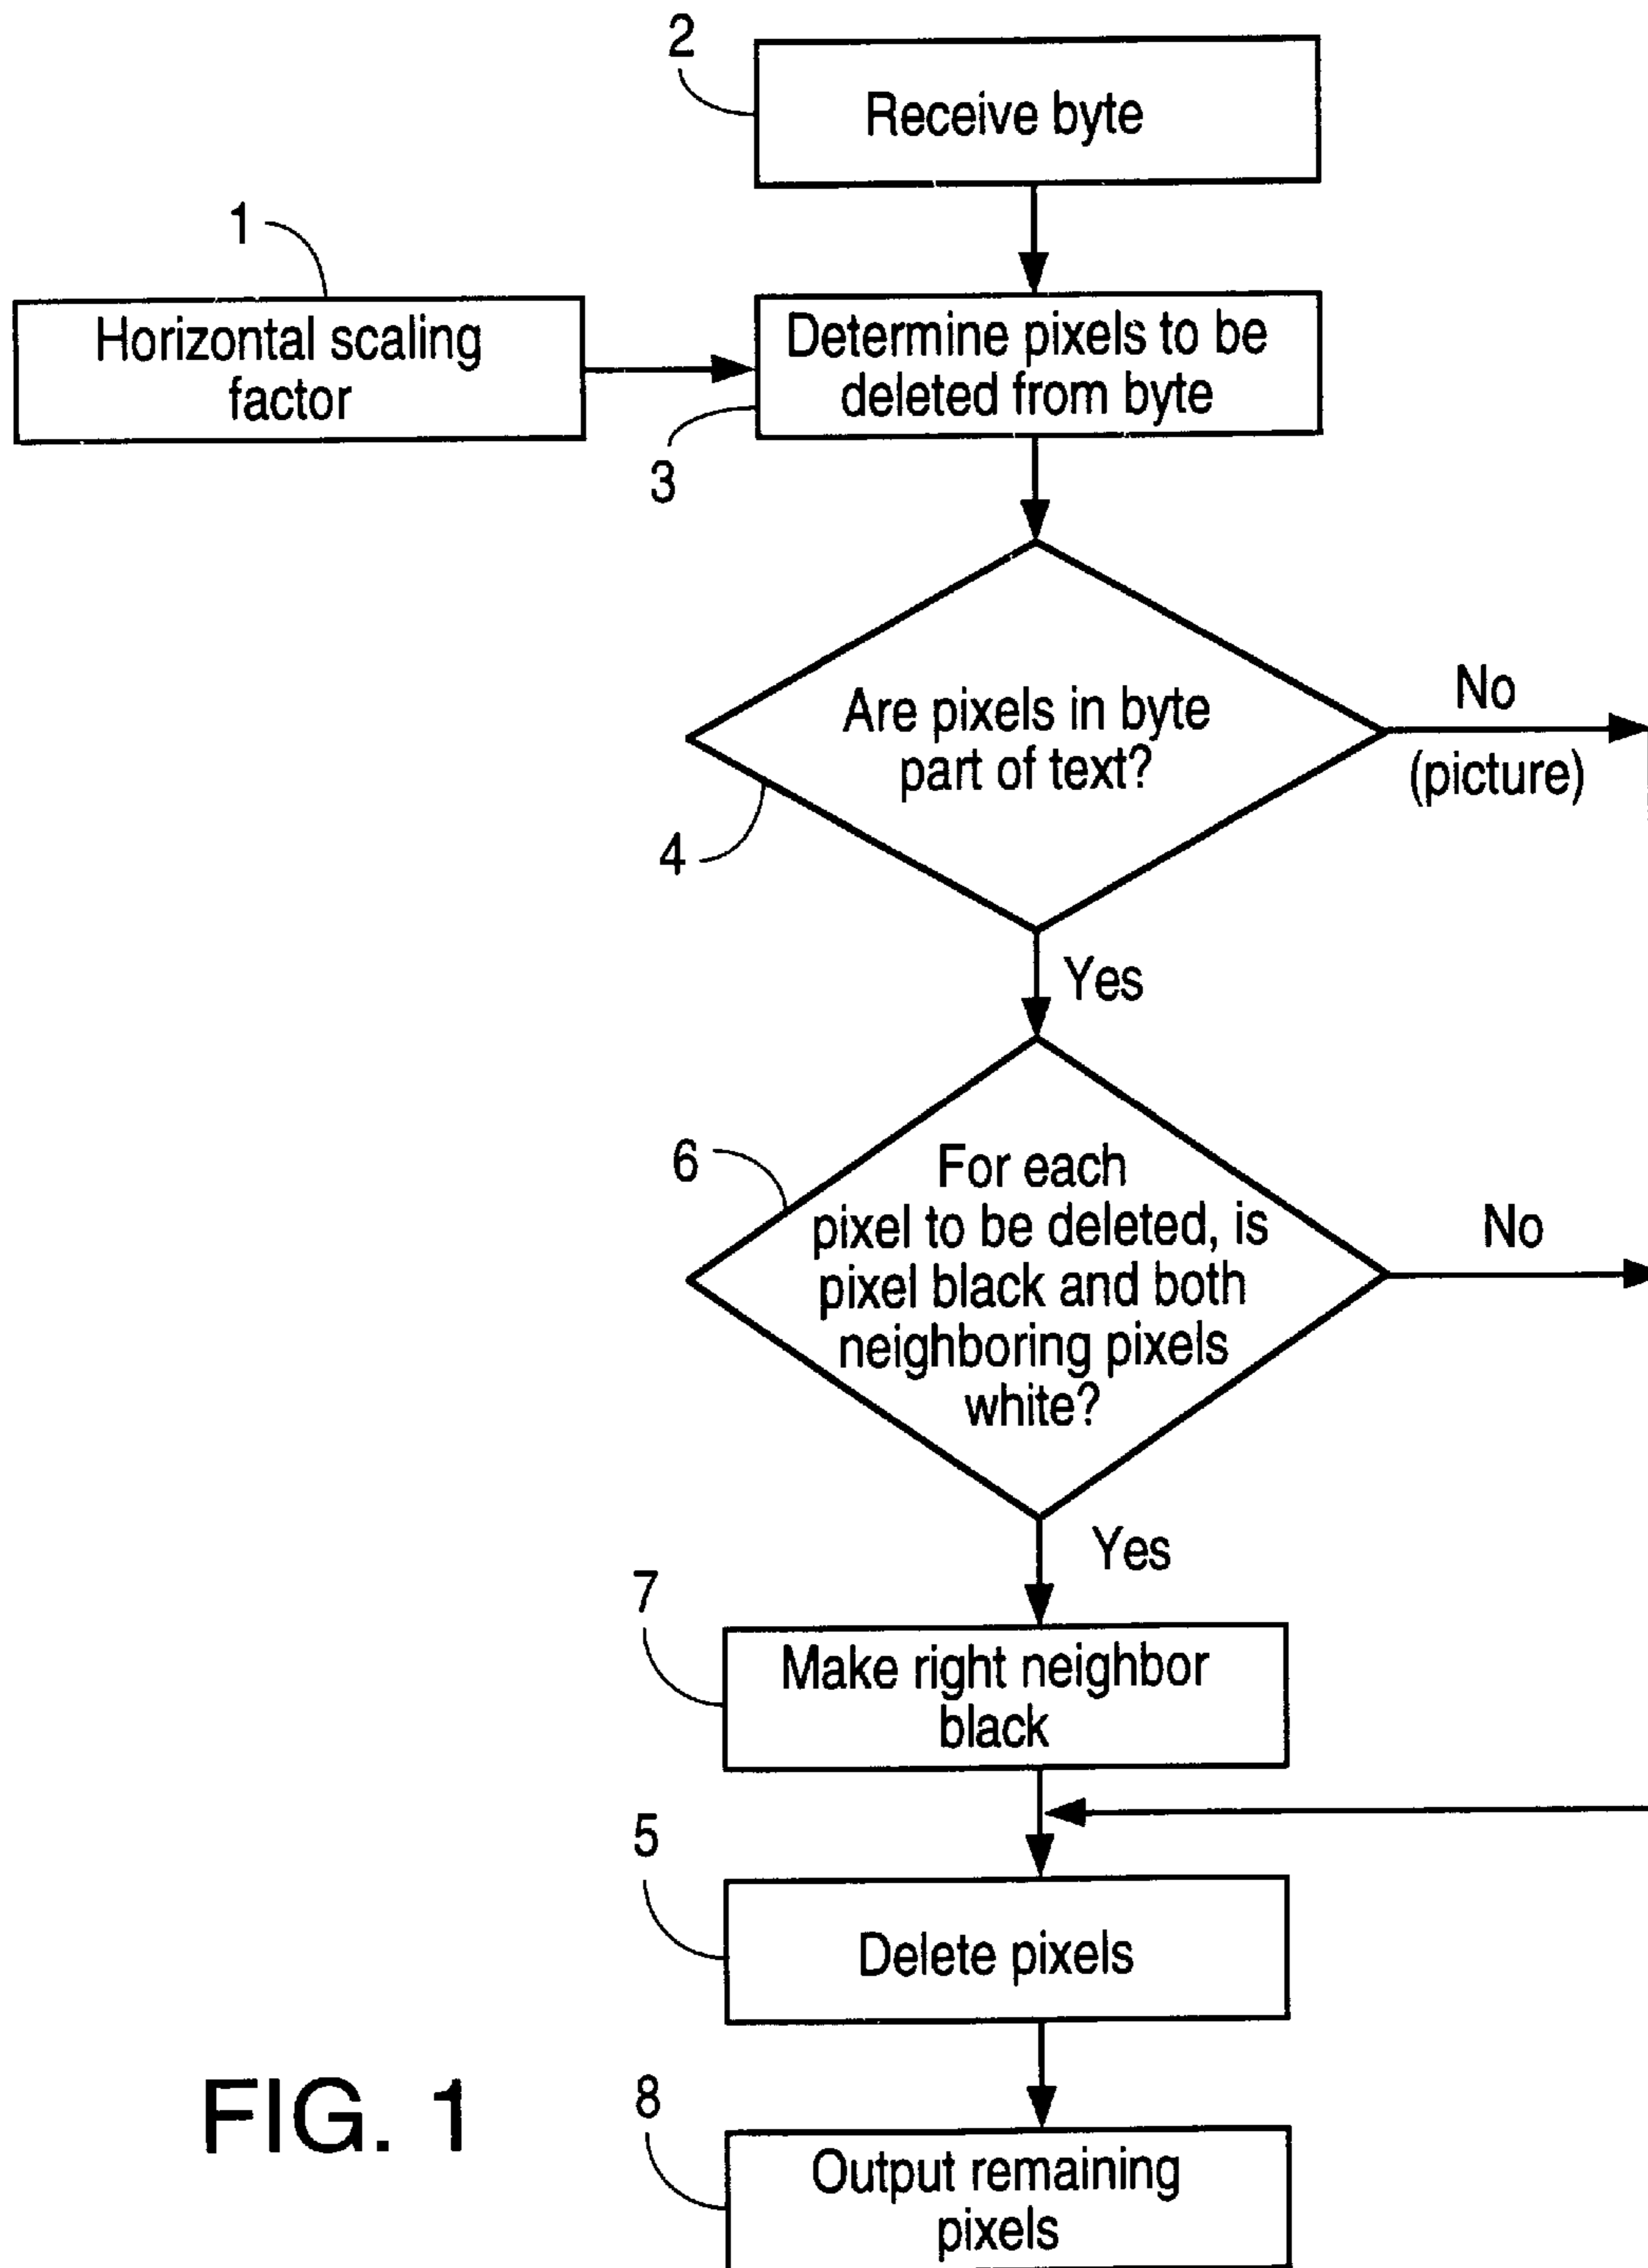 2
Receive byte
1
Horizontal scaling
factor
Determine pixels to be
deleted from byte
3
Are pixels in byte
part of text?
No
(picture)
4
Yes
6
For each
pixel to be deleted, is
pixel black and both
neighboring pixels
white?
No
Yes
7
Make right neighbor
black
5
Delete pixels
FIG. 1
8
Output remaining
pixels